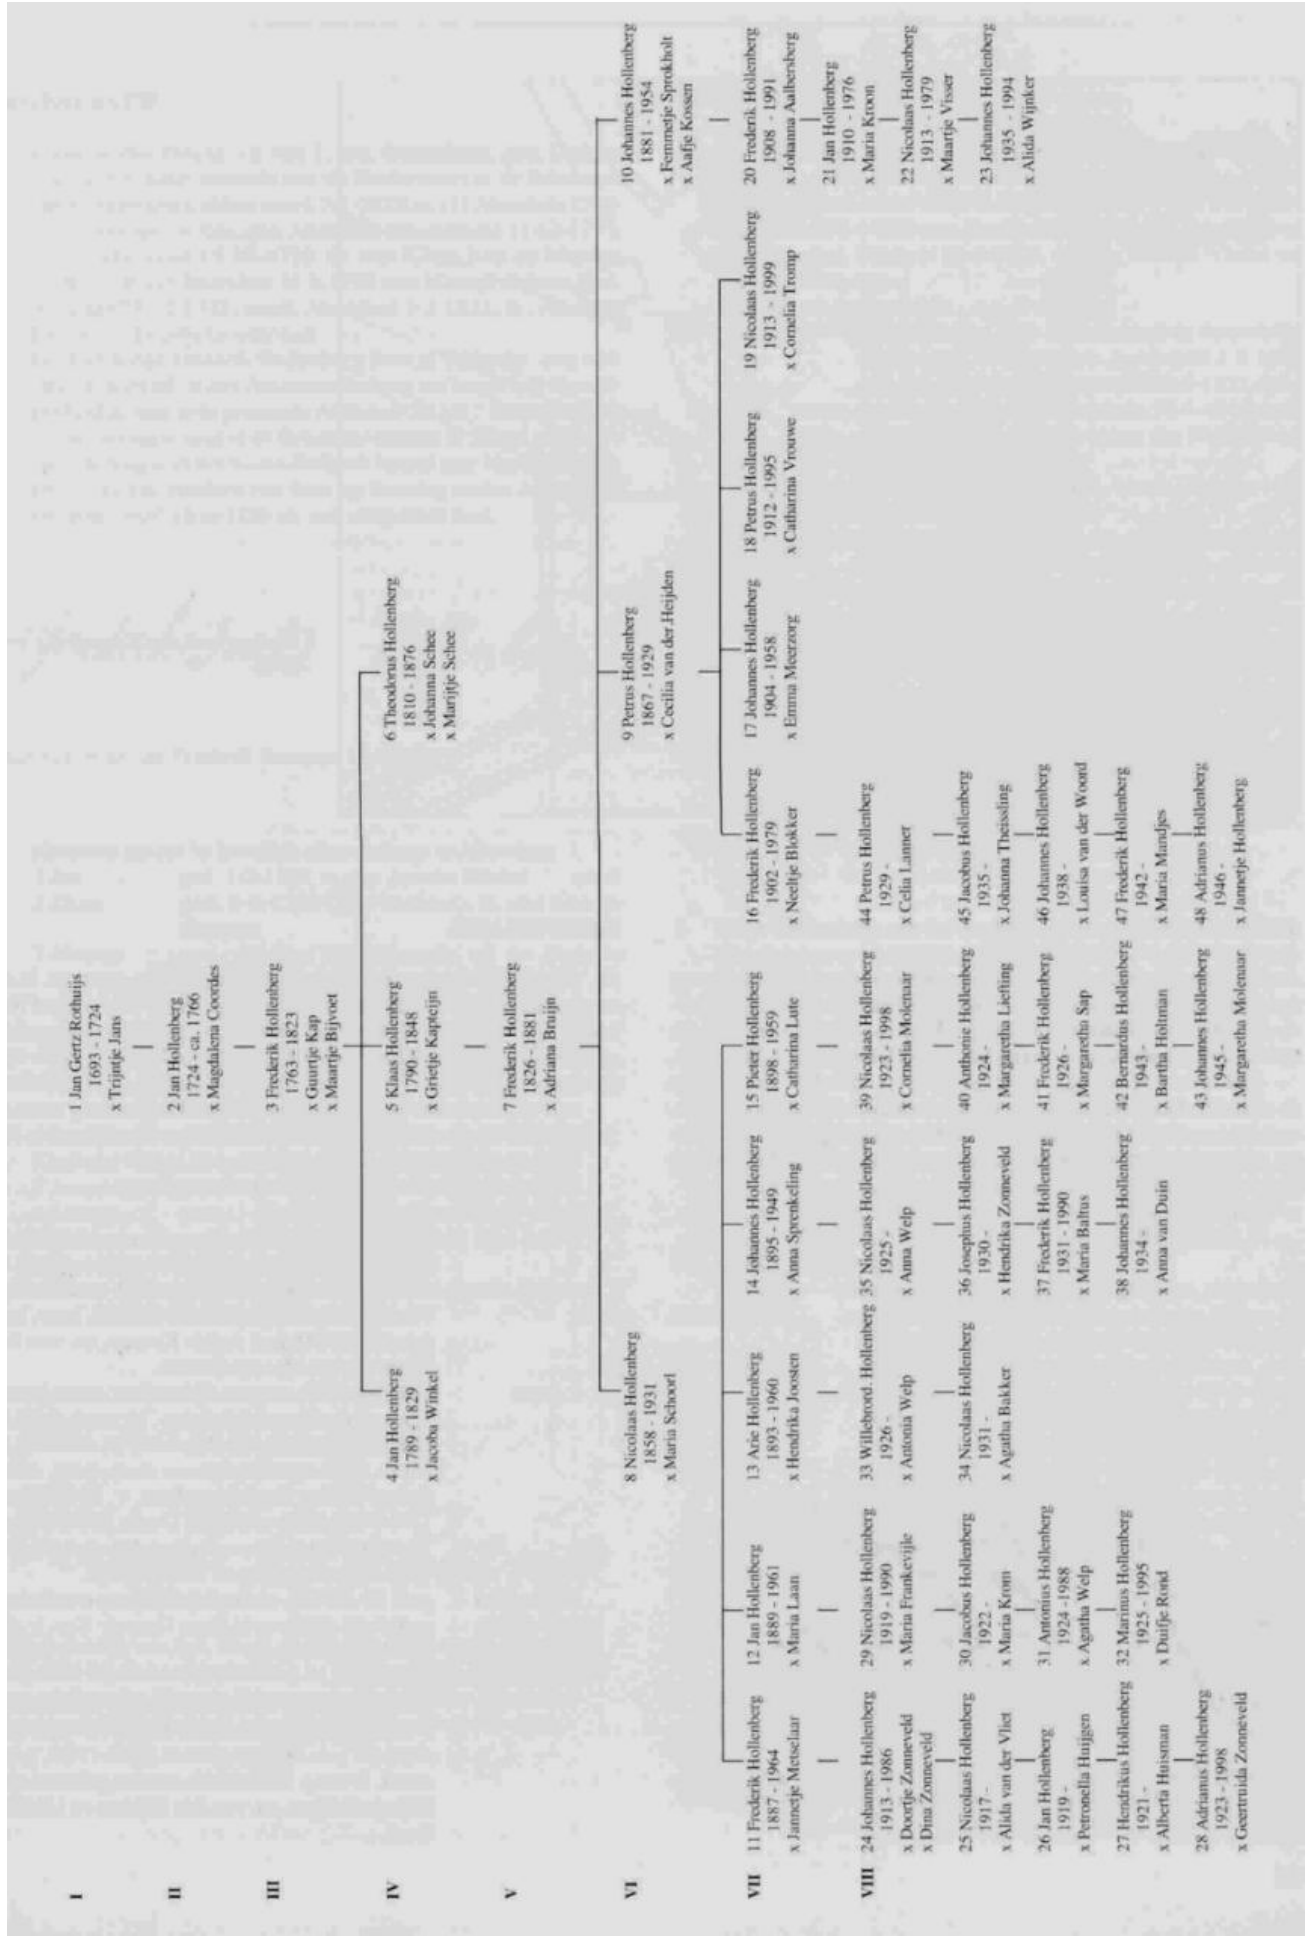 I
1 Jan Gertz Rothuijs
1693 - 1724
x Trijntje Jans
II
2 Jan Hollenberg
1724 - ca. 1766
x Magdalena Coordes
III
3 Frederik Hollenberg
1763 - 1823
x Guurtje Kap
x Maartje Bijvoet
IV
4 Jan Hollenberg
1789 - 1829
x Jacoba Winkel
5 Klaas Hollenberg
1790 - 1848
x Grietje Kapteijn
6 Theodorus Hollenberg
1810 - 1876
x Johanna Schee
x Marijtje Schee
V
7 Frederik Hollenberg
1826 - 1881
x Adriana Bruijn
VI
8 Nicolaas Hollenberg
1858 - 1931
x Maria Schoorl
9 Petrus Hollenberg
1867 - 1929
x Cecilia van der Heijden
10 Johannes Hollenberg
1881 - 1954
x Femmetje Sprokholt
x Aafje Kossen
VII
11 Frederik Hollenberg
1887 - 1964
x Jannetje Metselaar
12 Jan Hollenberg
1889 - 1961
x Maria Laan
13 Arie Hollenberg
1893 - 1960
x Hendrika Joosten
14 Johannes Hollenberg
1895 - 1949
x Anna Sprenkeling
15 Pieter Hollenberg
1898 - 1959
x Catharina Lute
16 Frederik Hollenberg
1902 - 1979
x Neeltje Blokker
17 Johannes Hollenberg
1904 - 1958
x Emma Meerzorg
18 Petrus Hollenberg
1912 - 1995
x Catharina Vrouwe
19 Nicolaas Hollenberg
1913 - 1999
x Cornelia Tromp
20 Frederik Hollenberg
1908 - 1991
x Johanna Aalbersberg
21 Jan Hollenberg
1910 - 1976
x Maria Kroon
22 Nicolaas Hollenberg
1913 - 1979
x Maartje Visser
23 Johannes Hollenberg
1935 - 1994
x Alida Wijnker
VIII
24 Johannes Hollenberg
1913 - 1986
x Doortje Zonneveld
x Dina Zonneveld
25 Nicolaas Hollenberg
1917 -
x Alida van der Vliet
26 Jan Hollenberg
1919 -
x Petronella Huijgen
27 Hendrikus Hollenberg
1921 -
x Alberta Huisman
28 Adrianus Hollenberg
1923 - 1998
x Geertruida Zonneveld
29 Nicolaas Hollenberg
1919 - 1990
x Maria Frankevijle
30 Jacobus Hollenberg
1922 -
x Maria Krom
31 Antonius Hollenberg
1924 -1988
x Agatha Welp
32 Marinus Hollenberg
1925 - 1995
x Duifje Rond
33 Willebrord. Hollenberg
1926 -
x Antonia Welp
34 Nicolaas Hollenberg
1931 -
x Agatha Bakker
35 Nicolaas Hollenberg
1925 -
x Anna Welp
36 Josephus Hollenberg
1930 -
x Hendrika Zonneveld
37 Frederik Hollenberg
1931 - 1990
x Maria Baltus
38 Johannes Hollenberg
1934 -
x Anna van Duin
39 Nicolaas Hollenberg
1923 - 1998
x Cornelia Molenaar
40 Anthonie Hollenberg
1924 -
x Margaretha Liefting
41 Frederik Hollenberg
1926 -
x Margaretha Sap
42 Bernardus Hollenberg
1943 -
x Bartha Holtman
43 Johannes Hollenberg
1945 -
x Margaretha Molenaar
44 Petrus Hollenberg
1929 -
x Celia Lanner
45 Jacobus Hollenberg
1935 -
x Johanna Theissling
46 Johannes Hollenberg
1938 -
x Louisa van der Woord
47 Frederik Hollenberg
1942 -
x Maria Mandjes
48 Adrianus Hollenberg
1946 -
x Jannetje Hollenberg